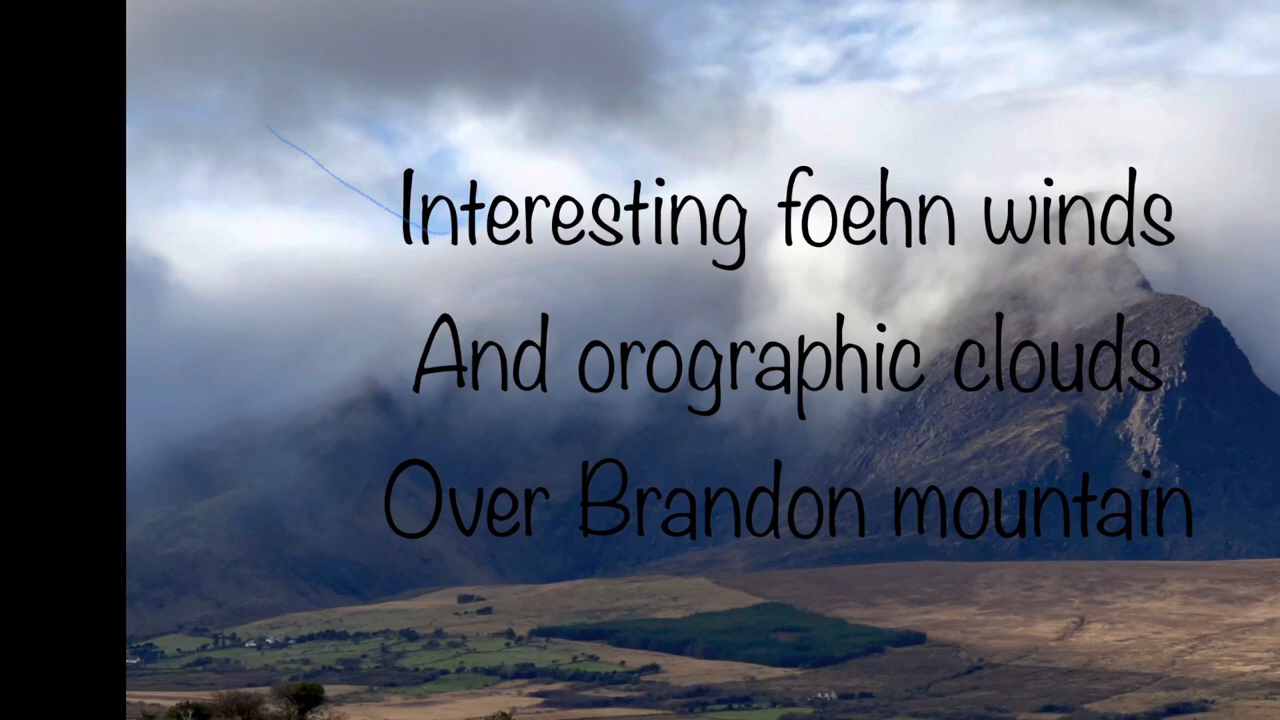 Interesting foehn winds
And orographic clouds
Over Brandon mountain